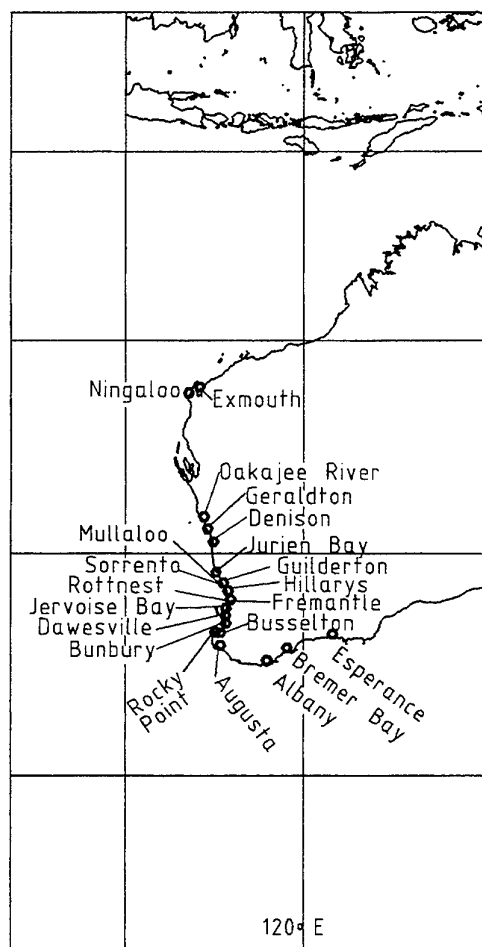 Ningaloo
Exmouth
Oakajee River
Geraldton
Denison
Mullaloo
Jurien Bay
Sorrento
Guilderton
Rottnest
Hillarys
Jervoise Bay
Fremantle
Dawesville
Busselton
Bunbury
Rocky
Point
Augusta
Albany
Bremer Bay
Esperance
120° E